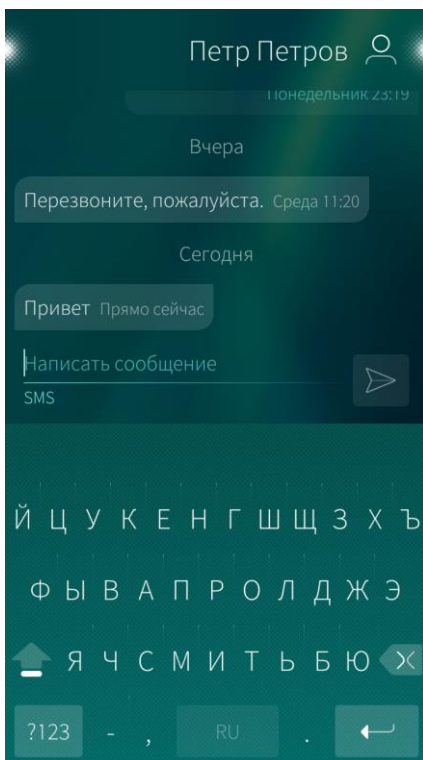 Петр Петров
Понедельник 23:19
Вчера
Перезвоните, пожалуйста. Среда 11:20
Сегодня
Привет Прямо сейчас
Написать сообщение
SMS
Й Ц У К Е Н Г Ш Щ З Х Ъ
Ф Ы В А П Р О Л Д Ж Э
Я Ч С М И Т Ь Б Ю
?123 - , RU .